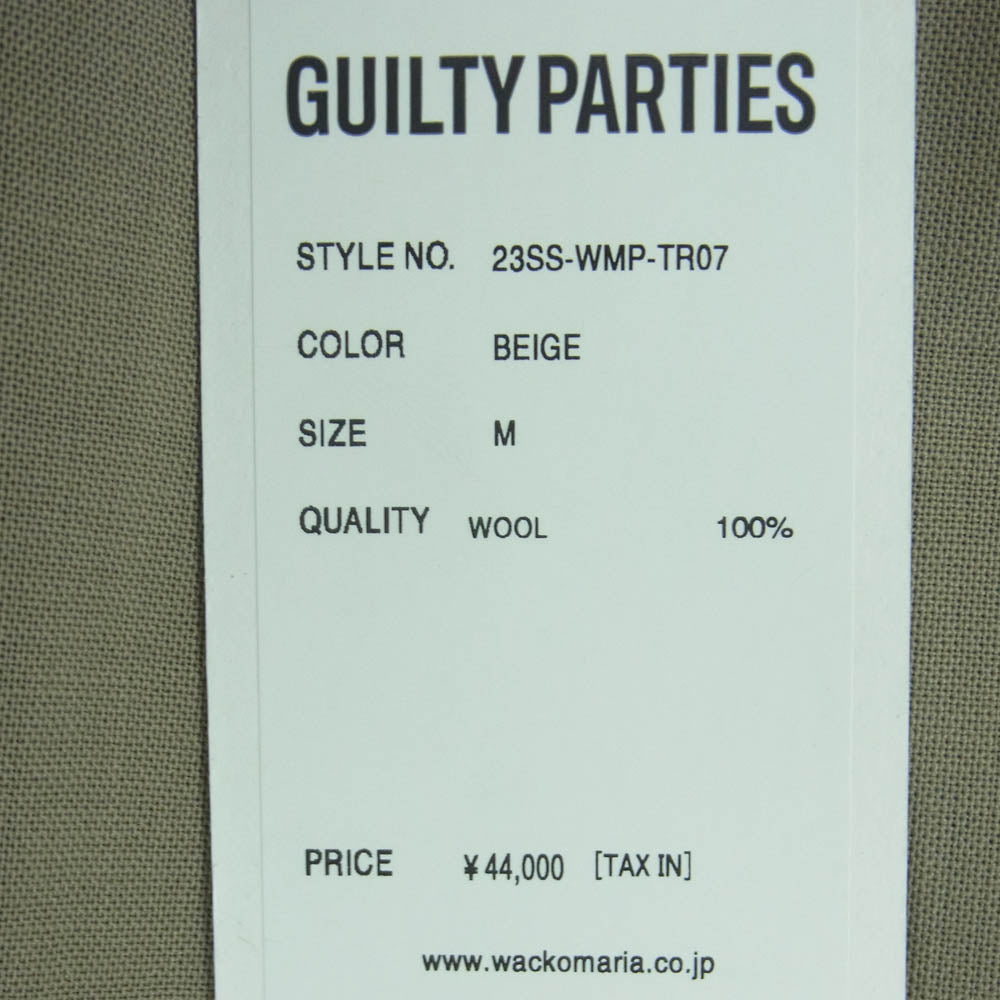 GUILTY PARTIES
STYLE NO. 23SS-WMP-TR07
COLOR BEIGE
SIZE M
QUALITY WOOL 100%
PRICE ¥44,000 [TAX IN]
www.wackomaria.co.jp